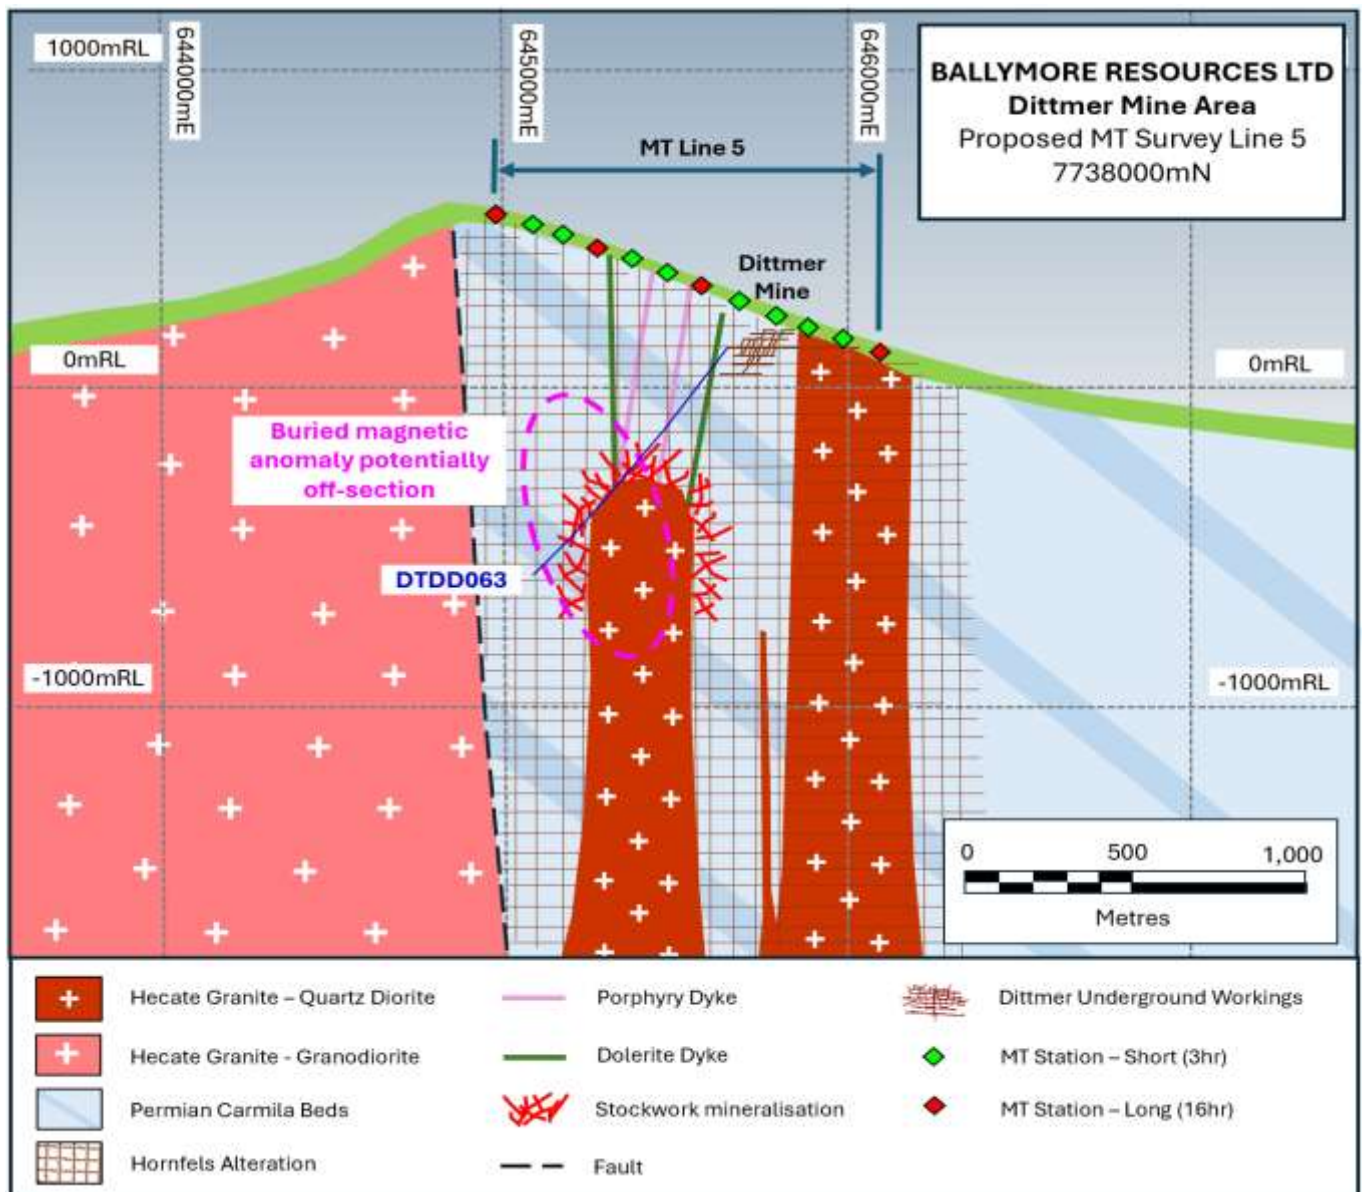 1000mRL
644000mE
645000mE
646000mE
BALLYMORE RESOURCES LTD
Dittmer Mine Area
Proposed MT Survey Line 5
7738000mN
MT Line 5
Dittmer
Mine
0mRL
0mRL
Buried magnetic
anomaly potentially
off-section
DTDD063
-1000mRL
-1000mRL
0 500 1,000
Metres
Hecate Granite – Quartz Diorite
Porphyry Dyke
Dittmer Underground Workings
Hecate Granite - Granodiorite
Dolerite Dyke
MT Station – Short (3hr)
Permian Carmila Beds
Stockwork mineralisation
MT Station – Long (16hr)
Hornfels Alteration
Fault